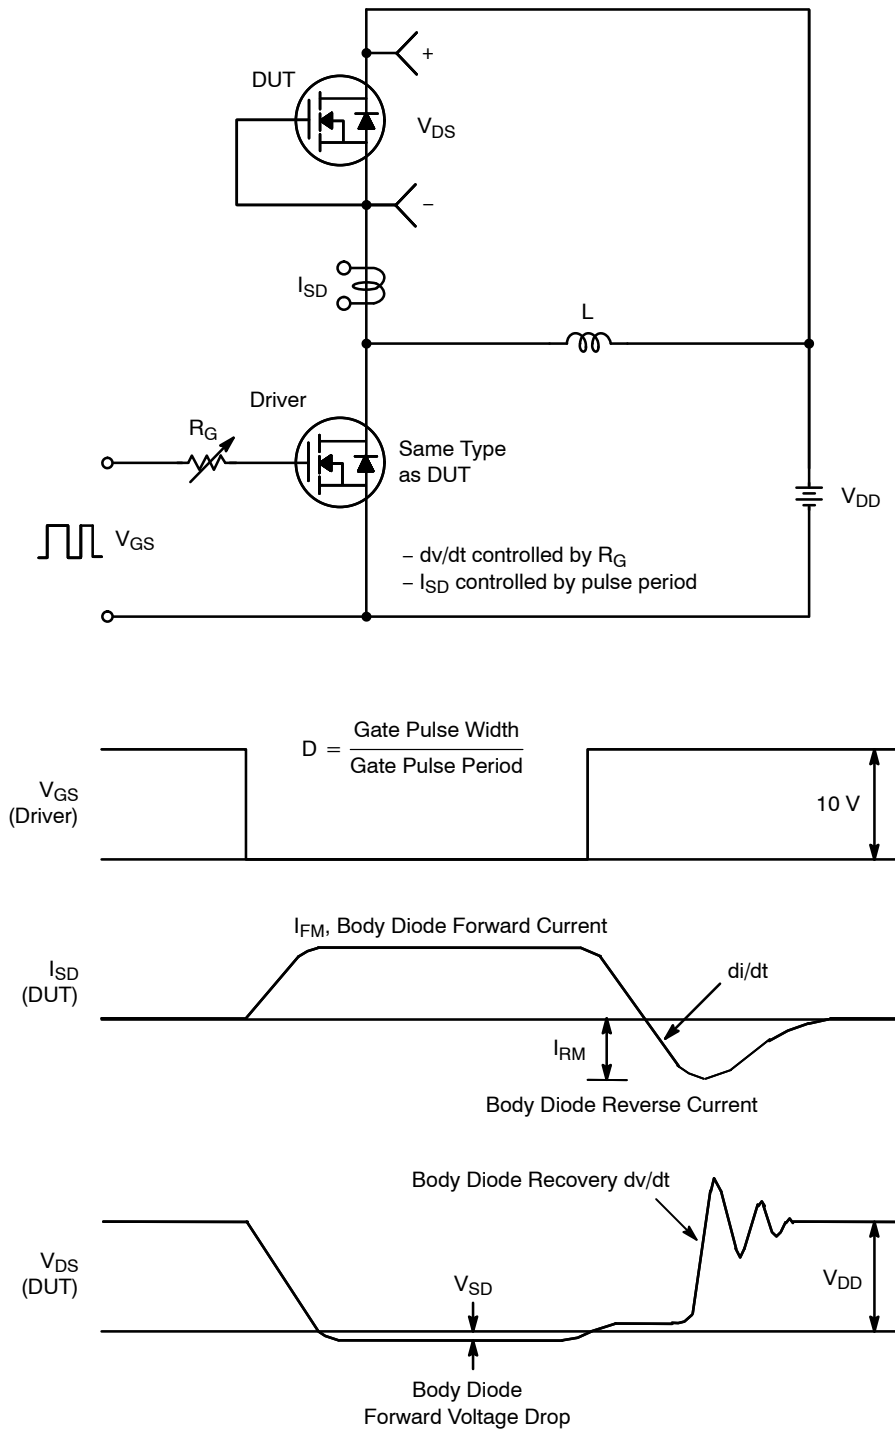 DUT
+
V_DS
−
I_SD
L
Driver
R_G
Same Type
as DUT
V_DD
V_GS
− dv/dt controlled by R_G
− I_SD controlled by pulse period
D = Gate Pulse Width
Gate Pulse Period
V_GS
(Driver)
10 V
I_FM, Body Diode Forward Current
I_SD
(DUT)
di/dt
I_RM
Body Diode Reverse Current
Body Diode Recovery dv/dt
V_DS
(DUT)
V_SD
V_DD
Body Diode
Forward Voltage Drop